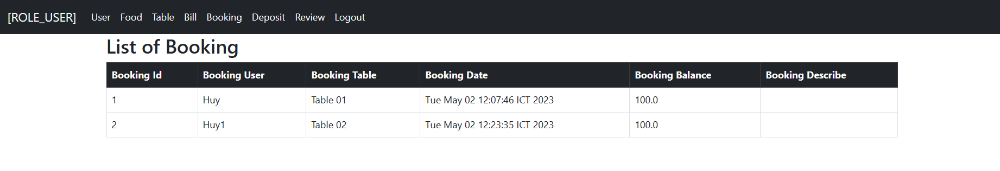 [ROLE_USER] User Food Table Bill Booking Deposit Review Logout
List of Booking
Booking Id Booking User Booking Table Booking Date Booking Balance Booking Describe
1 Huy Table 01 Tue May 02 12:07:46 ICT 2023 100.0
2 Huy1 Table 02 Tue May 02 12:23:35 ICT 2023 100.0